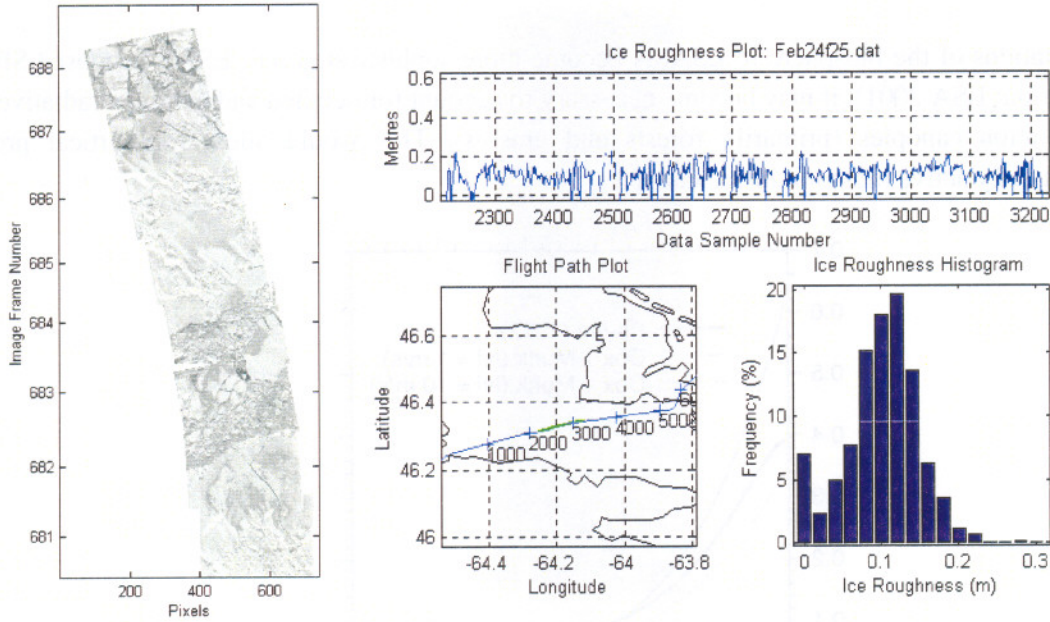 Image Frame Number
688
687
686
685
684
683
682
681
200
400
600
Pixels
Ice Roughness Plot: Feb24f25.dat
Metres
0.6
0.4
0.2
0
2300 2400 2500 2600 2700 2800 2900 3000 3100 3200
Data Sample Number
Flight Path Plot
Latitude
46.6
46.4
46.2
46
1000
2000
3000
4000
5000
-64.4 -64.2 -64 -63.8
Longitude
Ice Roughness Histogram
Frequency (%)
20
15
10
5
0
0 0.1 0.2 0.3
Ice Roughness (m)